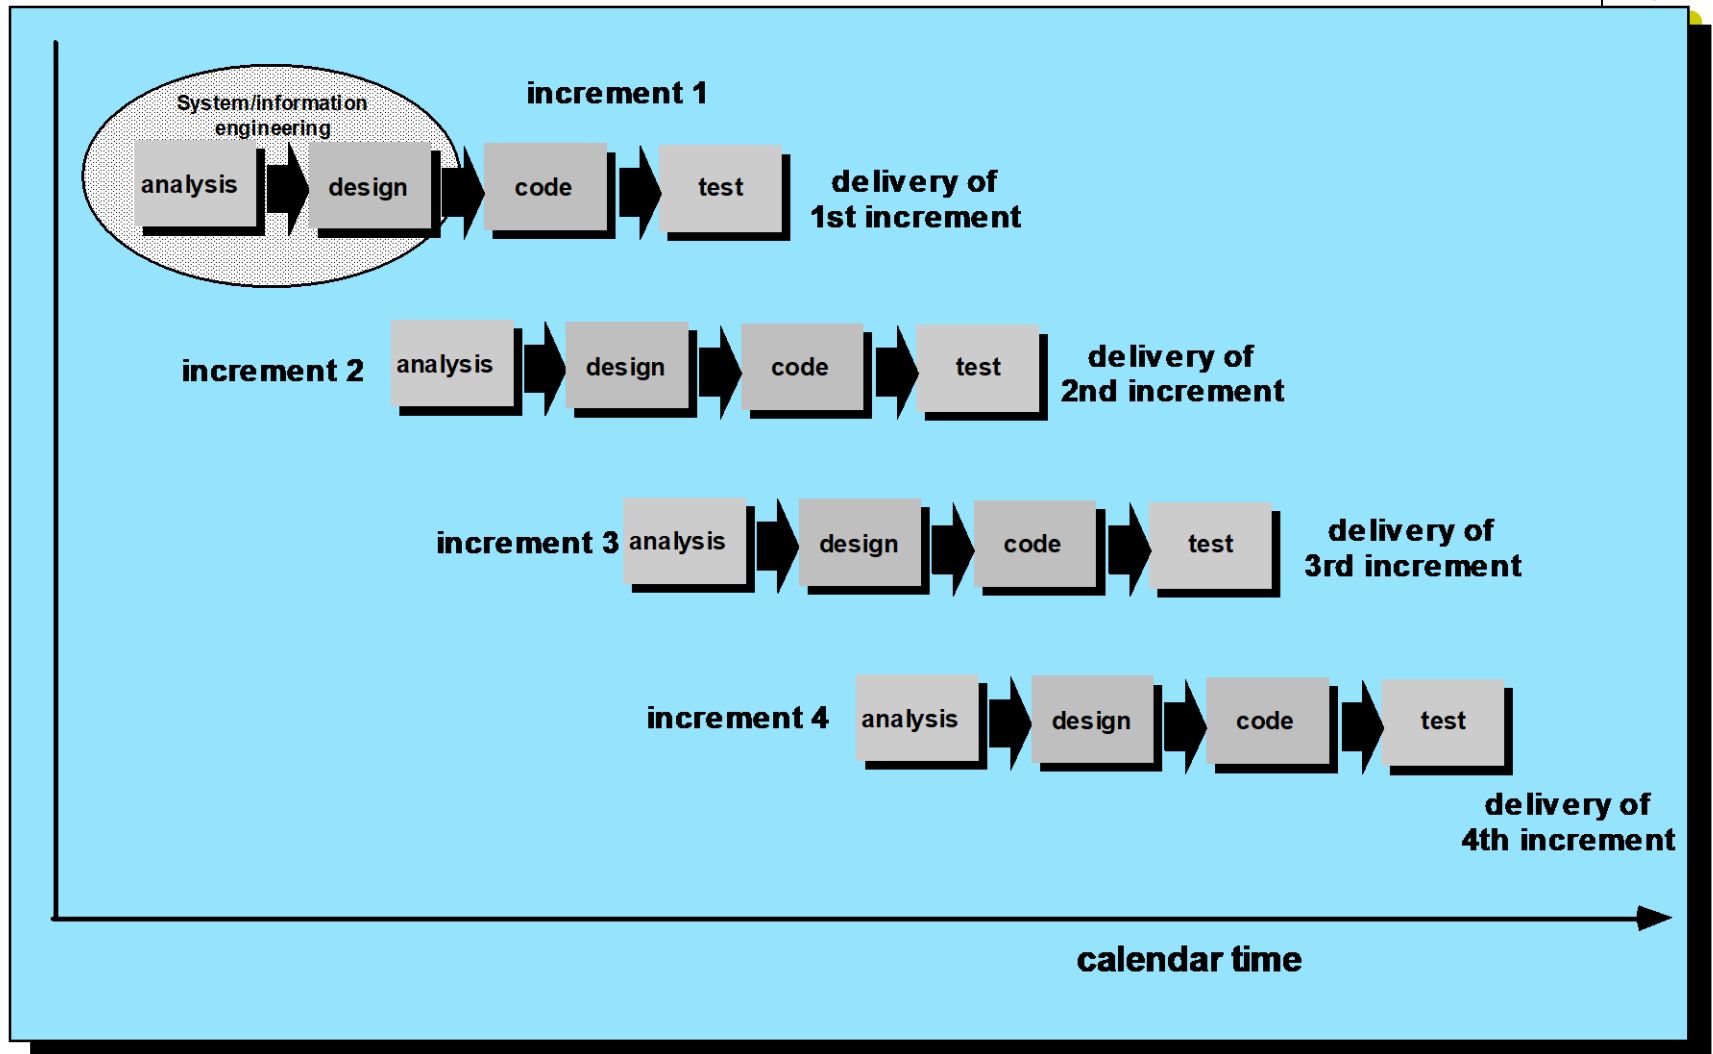 System/information
engineering
increment 1
analysis
design
code
test
delivery of
1st increment
increment 2
analysis
design
code
test
delivery of
2nd increment
increment 3
analysis
design
code
test
delivery of
3rd increment
increment 4
analysis
design
code
test
delivery of
4th increment
calendar time